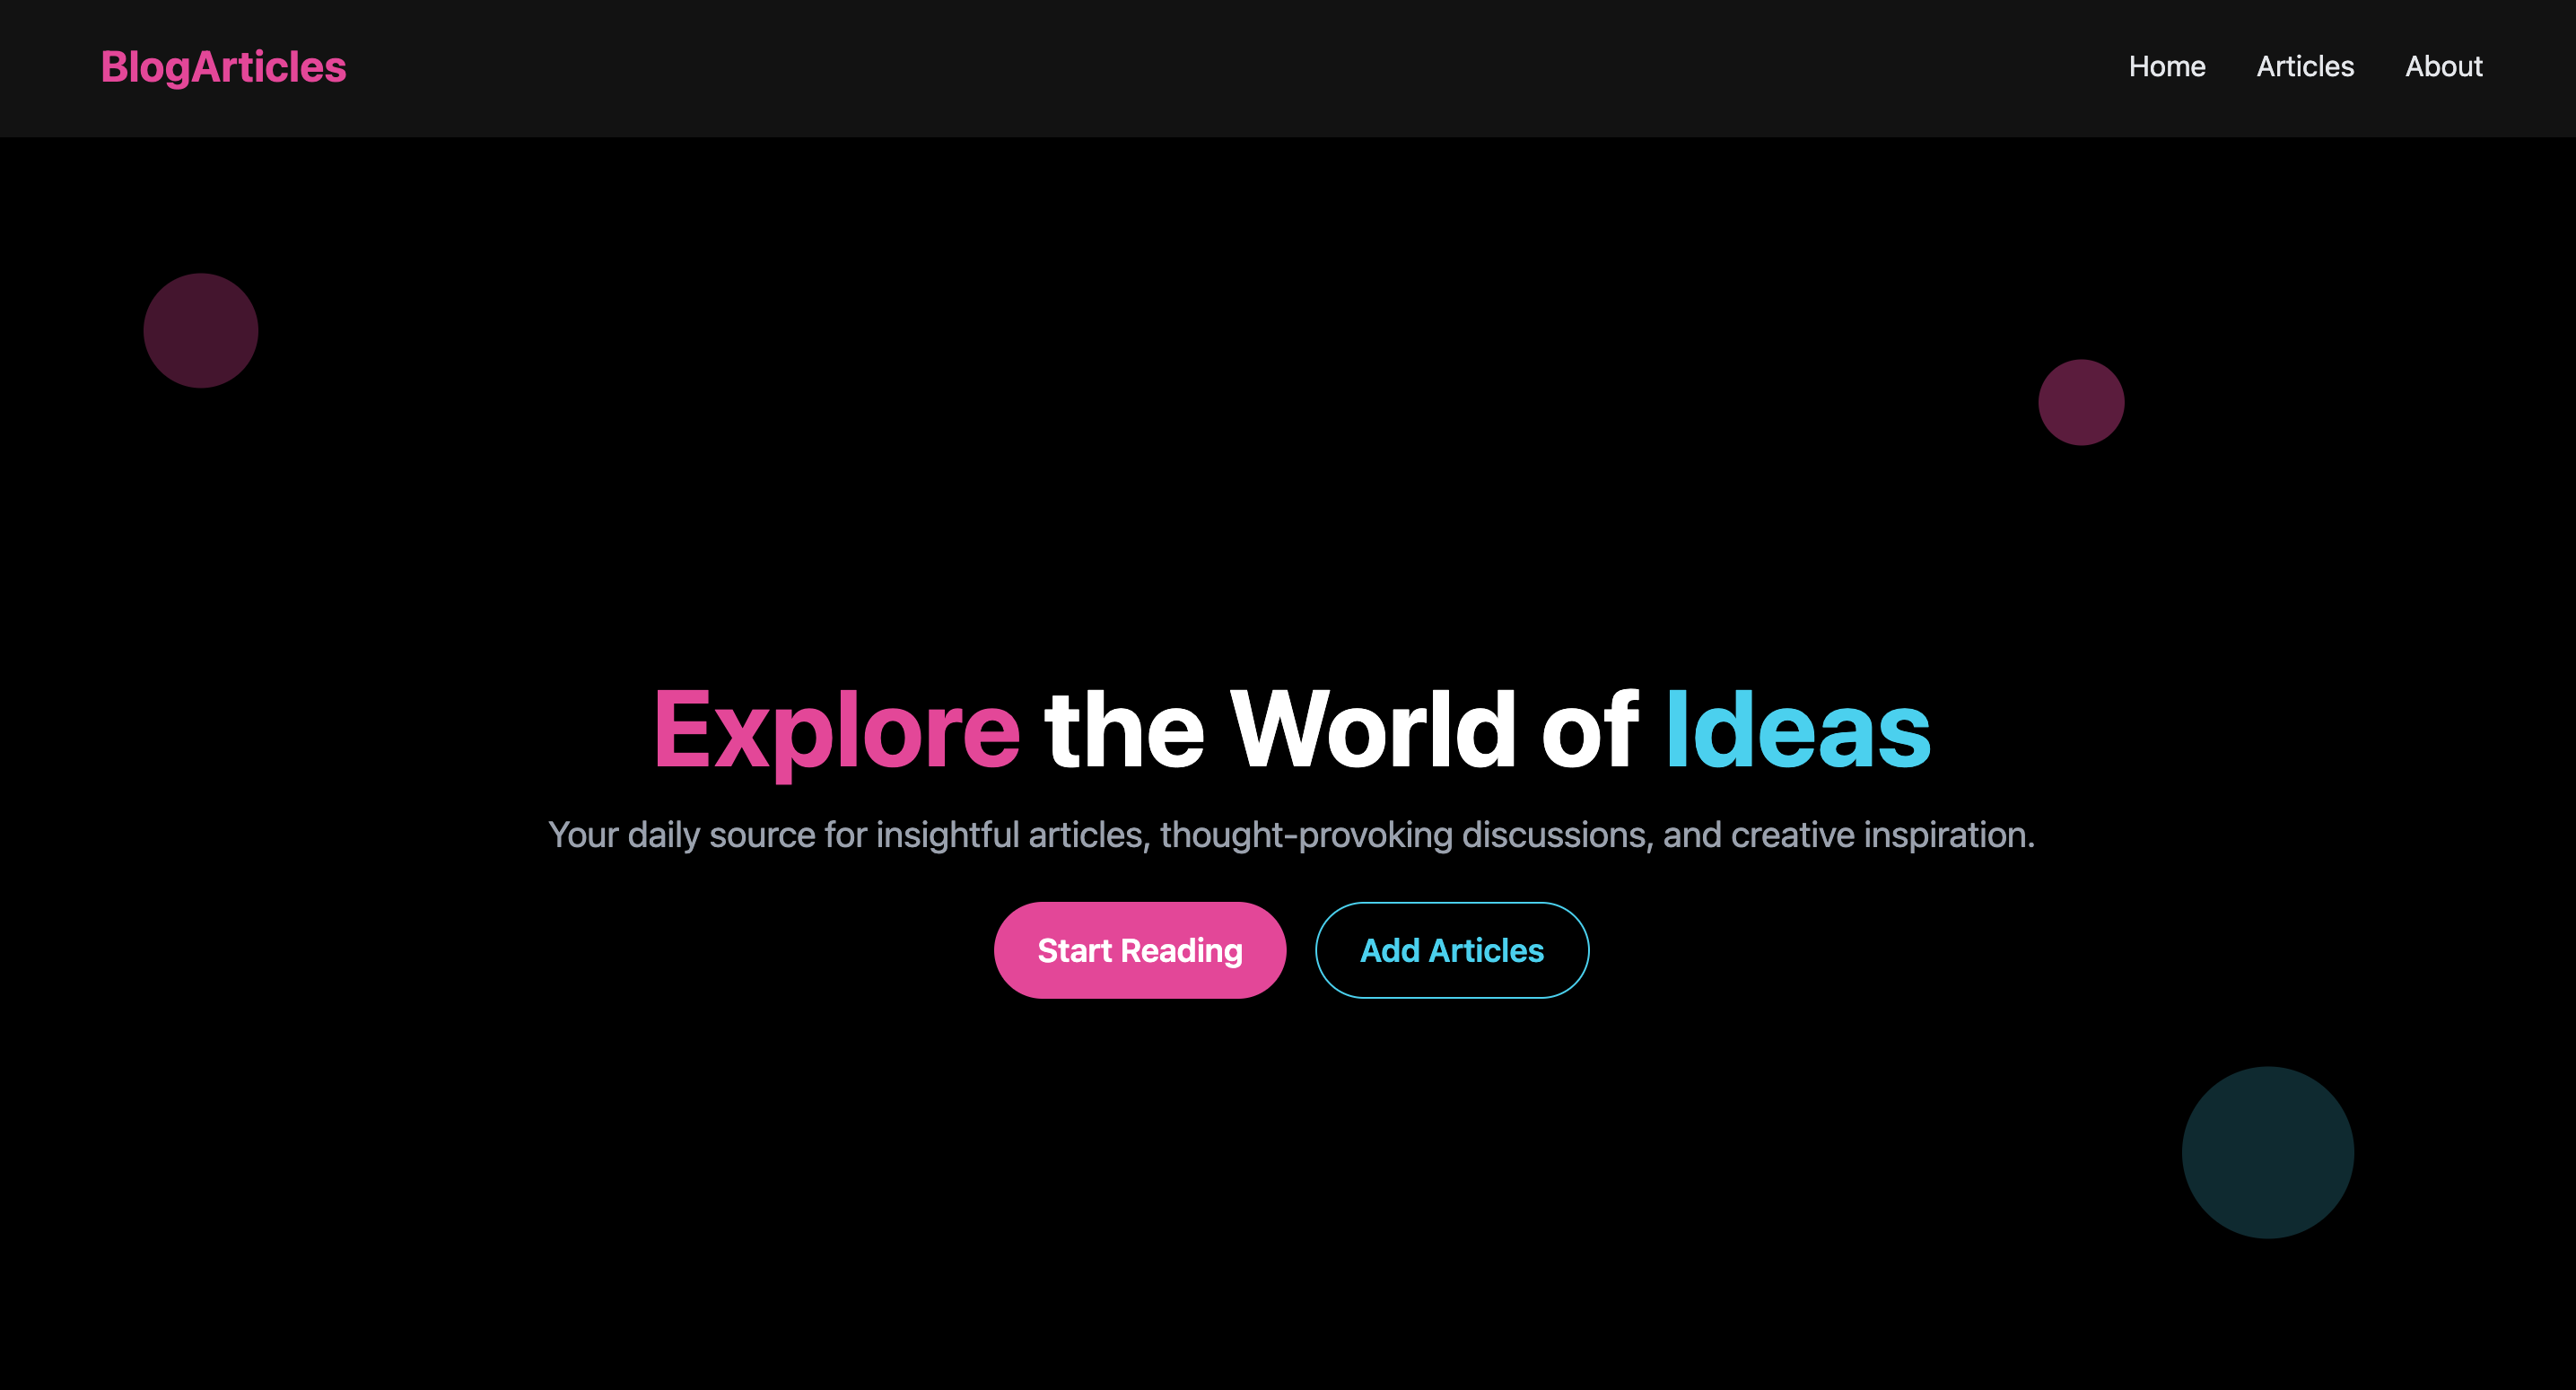 BlogArticles
Home Articles About
Explore the World of Ideas
Your daily source for insightful articles, thought-provoking discussions, and creative inspiration.
Start Reading Add Articles